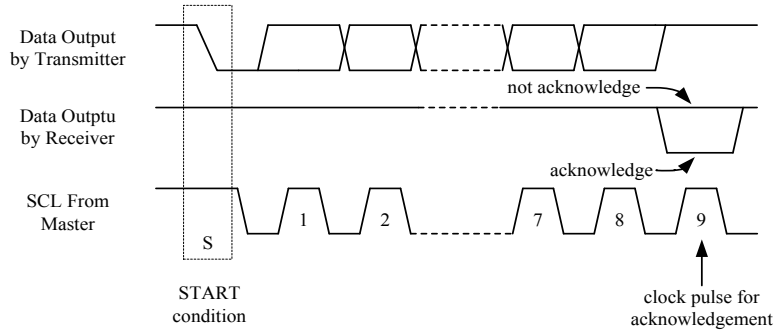 Data Output
by Transmitter
not acknowledge
Data Outptu
by Receiver
acknowledge
SCL From
Master
1
2
7
8
9
S
START
condition
clock pulse for
acknowledgement